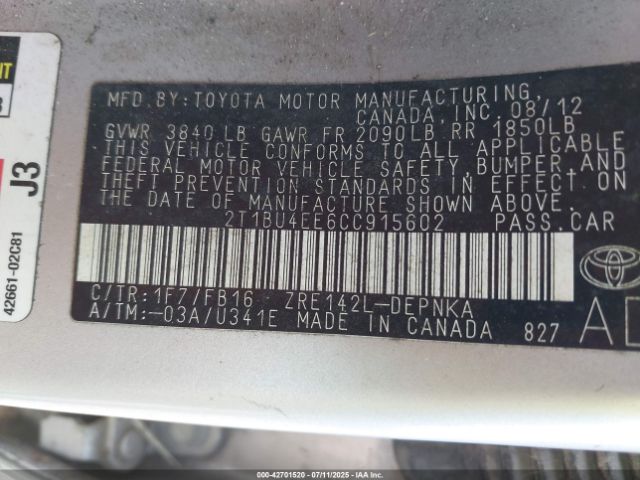 MFD.BY:TOYOTA MOTOR MANUFACTURING,
CANADA, INC. 08/12
GVWR 3840LB GAWR FR 2090LB RR 1850LB
THIS VEHICLE CONFORMS TO ALL APPLICABLE
FEDERAL MOTOR VEHICLE SAFETY, BUMPER, AND
THEFT PREVENTION STANDARDS IN EFFECT ON
THE DATE OF MANUFACTURE SHOWN ABOVE.
2T1BU4EE6CC915602 PASS.CAR
C/TR:1F7/FB16 ZRE142L-DEPNKA
A/TM:-03A/U341E MADE IN CANADA 827
TOYOTA
J3
42661-02C81
000-42701520 | 07/11/2025 | © IAAI, INC.